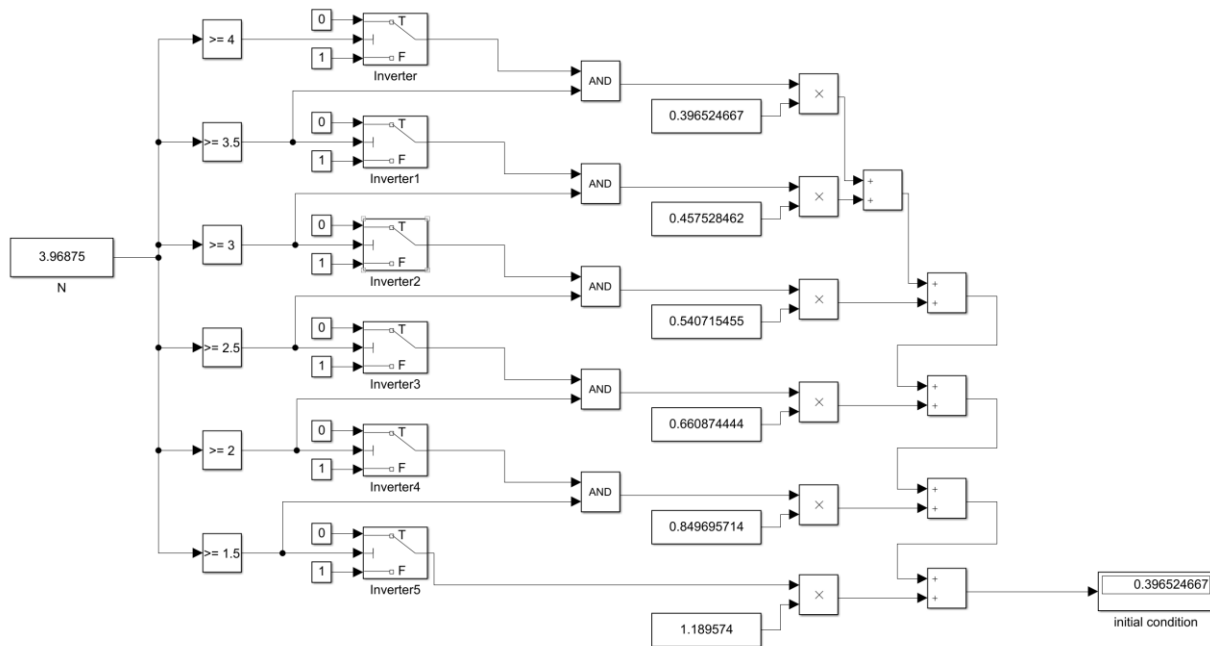 0
>= 4
T
1
F
Inverter
AND
×
0.396524667
0
>= 3.5
T
1
F
Inverter1
AND
×
0.457528462
+
+
0
>= 3
T
1
F
Inverter2
3.96875
N
AND
×
0.540715455
+
+
0
>= 2.5
T
1
F
Inverter3
AND
×
0.660874444
+
+
0
>= 2
T
1
F
Inverter4
AND
×
0.849695714
+
+
0
>= 1.5
T
1
F
Inverter5
×
1.189574
+
+
0.396524667
initial condition